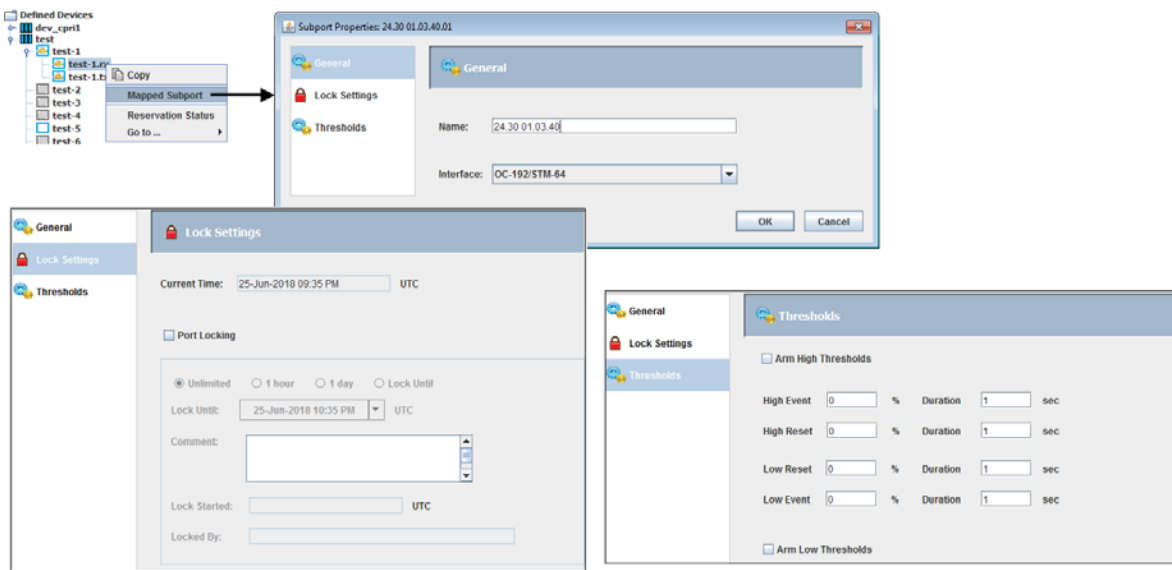 Defined Devices
dev_cpri1
test
test-1
test-1.rx
test-1.t
test-2
test-3
test-4
test-5
test-6
Copy
Mapped Subport
Reservation Status
Go to ...
Subport Properties: 24.30 01.03.40.01
General
Lock Settings
Thresholds
General
Name: 24.30 01.03.40
Interface: OC-192/STM-64
OK Cancel
General
Lock Settings
Thresholds
Lock Settings
Current Time: 25-Jun-2018 09:35 PM UTC
Port Locking
Unlimited 1 hour 1 day Lock Until
Lock Until: 25-Jun-2018 10:35 PM UTC
Comment:
Lock Started: UTC
Locked By:
General
Lock Settings
Thresholds
Thresholds
Arm High Thresholds
High Event 0 % Duration 1 sec
High Reset 0 % Duration 1 sec
Low Reset 0 % Duration 1 sec
Low Event 0 % Duration 1 sec
Arm Low Thresholds